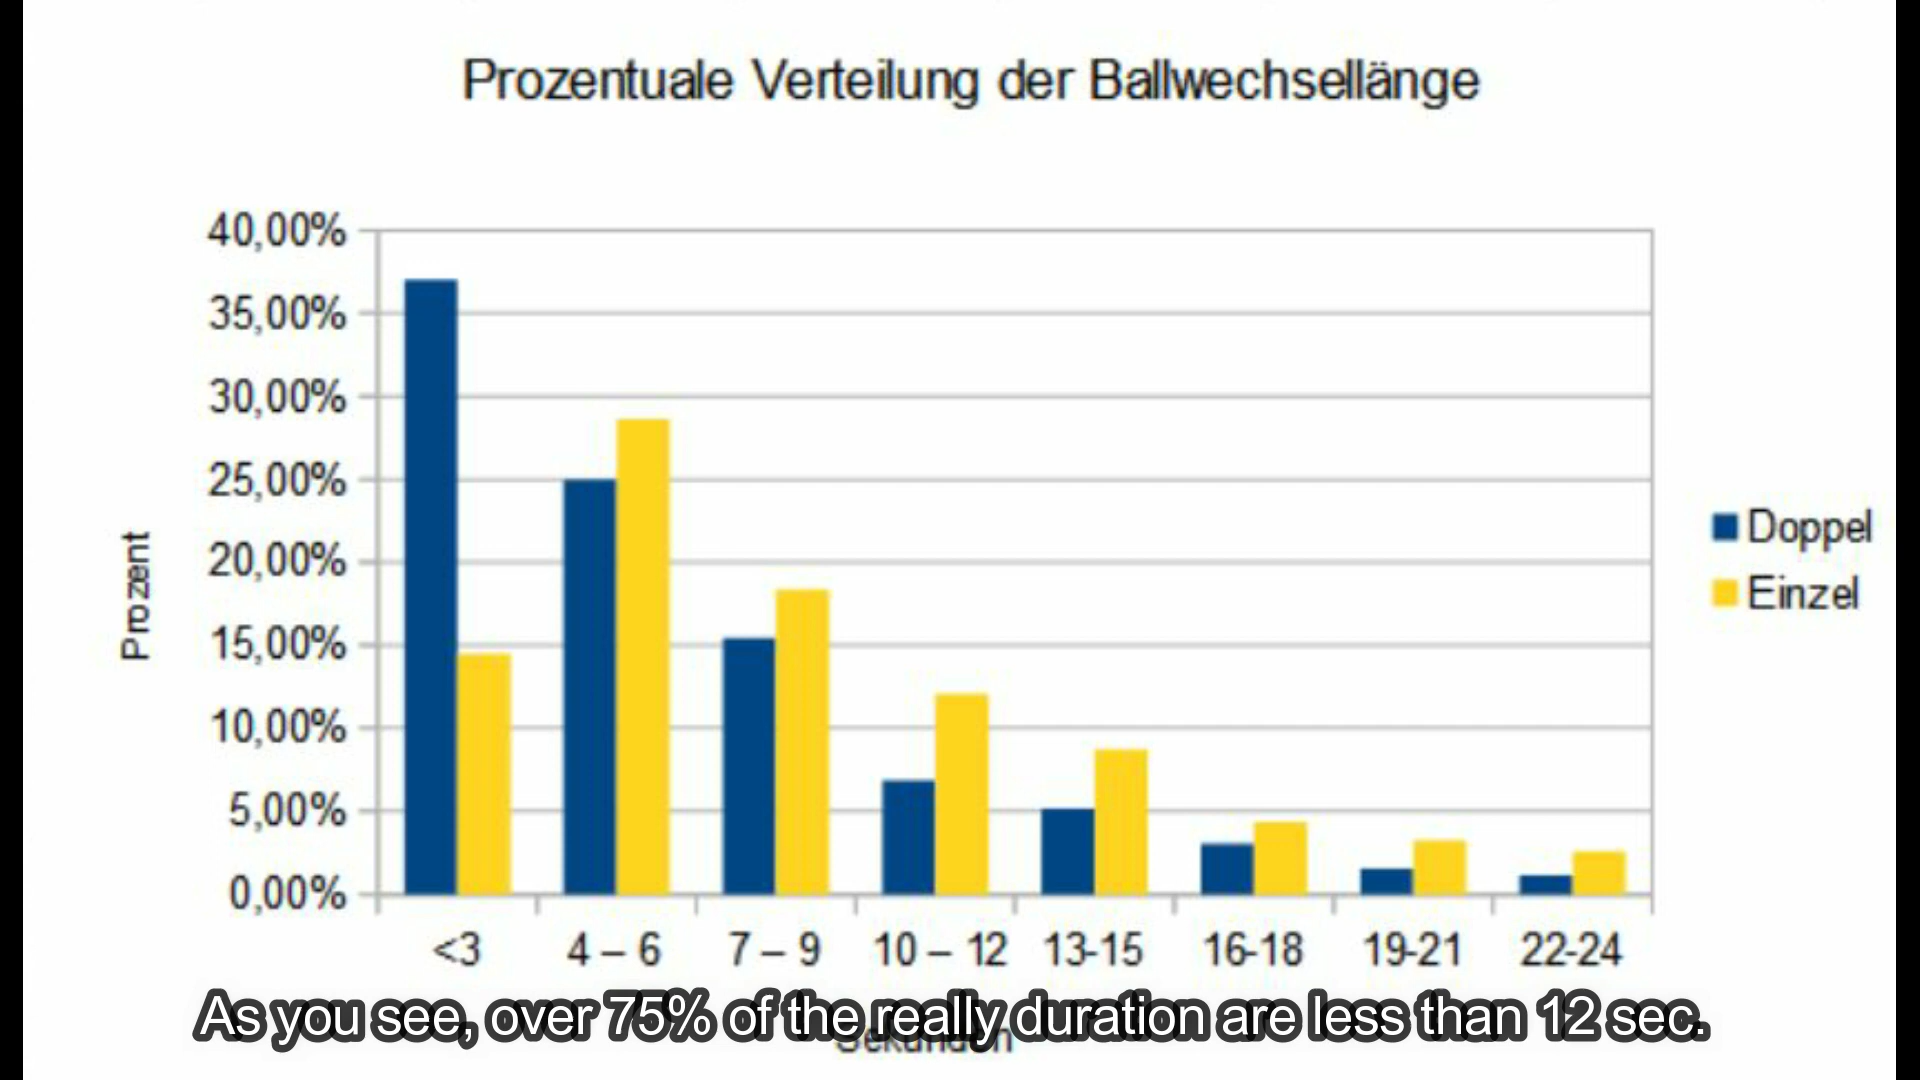 Prozentuale Verteilung der Ballwechsellänge
40,00%
35,00%
30,00%
25,00%
20,00%
15,00%
10,00%
5,00%
0,00%
Prozent
Doppel
Einzel
<3 4 – 6 7 – 9 10 – 12 13-15 16-18 19-21 22-24
As you see, over 75% of the really duration are less than 12 sec.
Sekunden